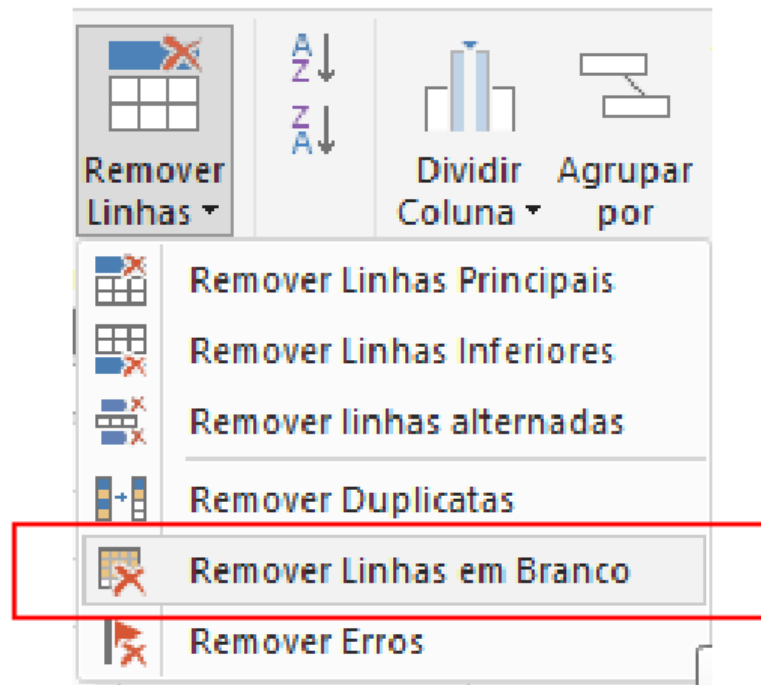 A
Z
Z
A
Remover
Linhas
Dividir
Coluna
Agrupar
por
Remover Linhas Principais
Remover Linhas Inferiores
Remover linhas alternadas
Remover Duplicatas
Remover Linhas em Branco
Remover Erros